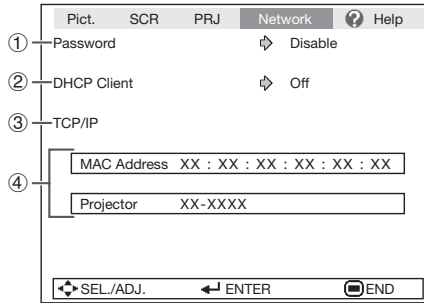 Pict. SCR PRJ Network ? Help
① Password Disable
② DHCP Client Off
③ TCP/IP
④
MAC Address XX : XX : XX : XX : XX : XX
Projector XX-XXXX
SEL./ADJ. ENTER END